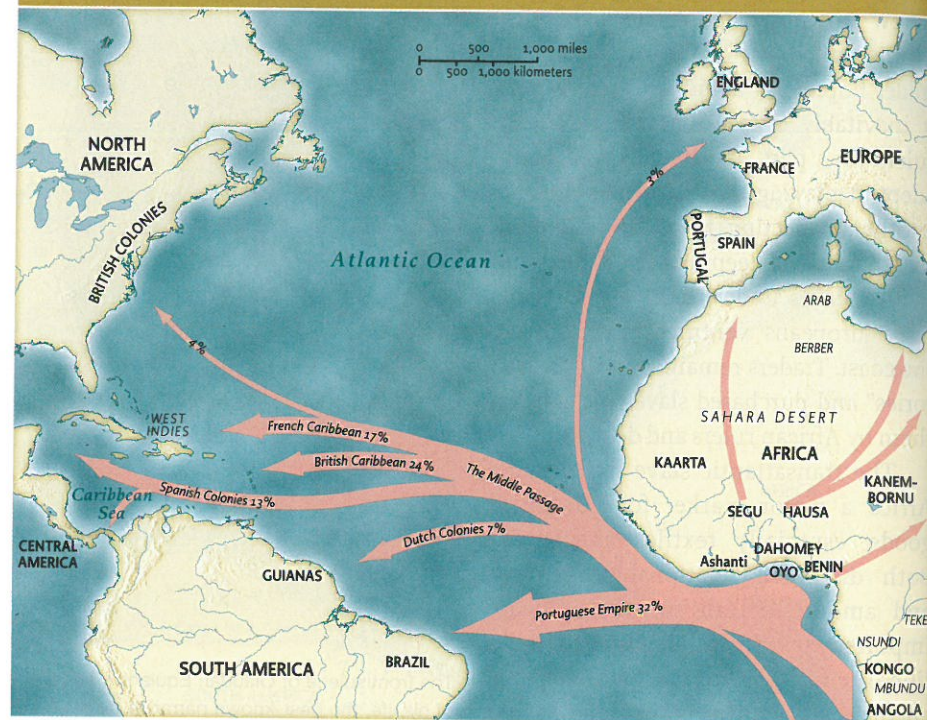 0 500 1,000 miles
0 500 1,000 kilometers
ENGLAND
NORTH
AMERICA
FRANCE
EUROPE
3%
BRITISH COLONIES
PORTUGAL
SPAIN
Atlantic Ocean
ARAB
BERBER
4%
WEST
INDIES
French Caribbean 17%
SAHARA DESERT
British Caribbean 24%
The Middle Passage
KAARTA
AFRICA
KANEM-
BORNU
Spanish Colonies 13%
Caribbean
Sea
SEGU
HAUSA
Dutch Colonies 7%
CENTRAL
AMERICA
GUIANAS
Ashanti
DAHOMEY
OYO
BENIN
Portuguese Empire 32%
TEKE
NSUNDI
SOUTH AMERICA
BRAZIL
KONGO
MBUNDU
ANGOLA